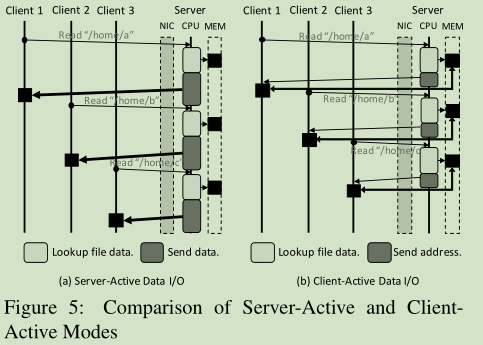 Client 1 Client 2 Client 3 Server
NIC CPU MEM
Read "/home/a"
Read "/home/b"
Read "/home/c"
Lookup file data. Send data.
(a) Server-Active Data I/O
Client 1 Client 2 Client 3 Server
NIC CPU MEM
Read "/home/a"
Read "/home/b"
Read "/home/c"
Lookup file data. Send address.
(b) Client-Active Data I/O
Figure 5: Comparison of Server-Active and Client-
Active Modes